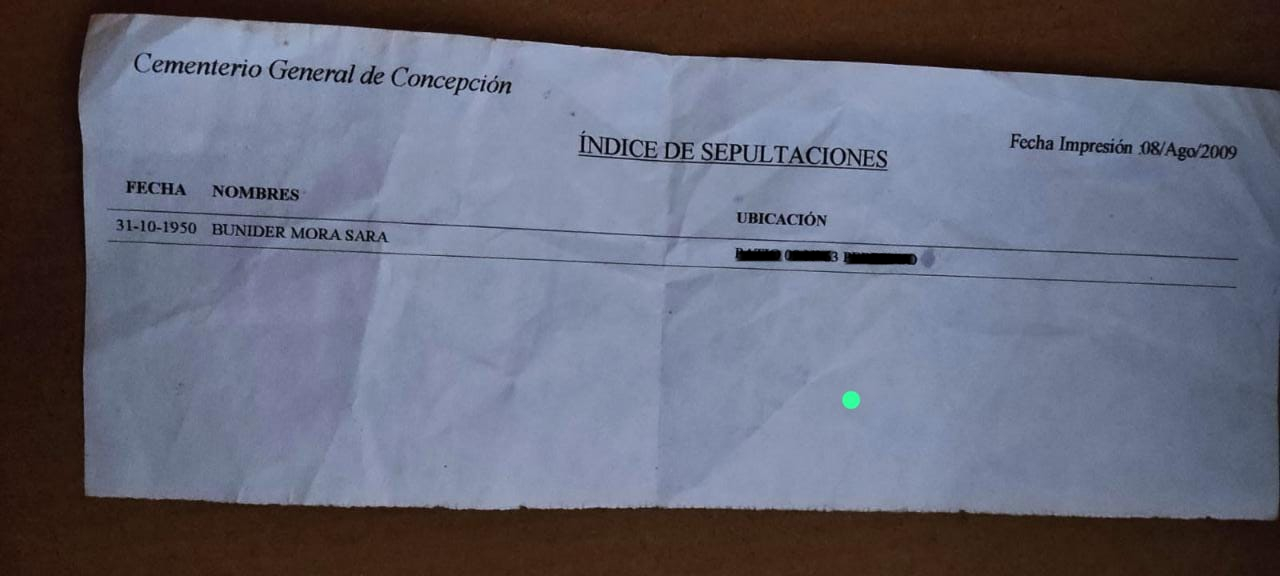 Cementerio General de Concepción
ÍNDICE DE SEPULTACIONES
Fecha Impresión :08/Ago/2009
FECHA NOMBRES UBICACIÓN
31-10-1950 BUNIDER MORA SARA